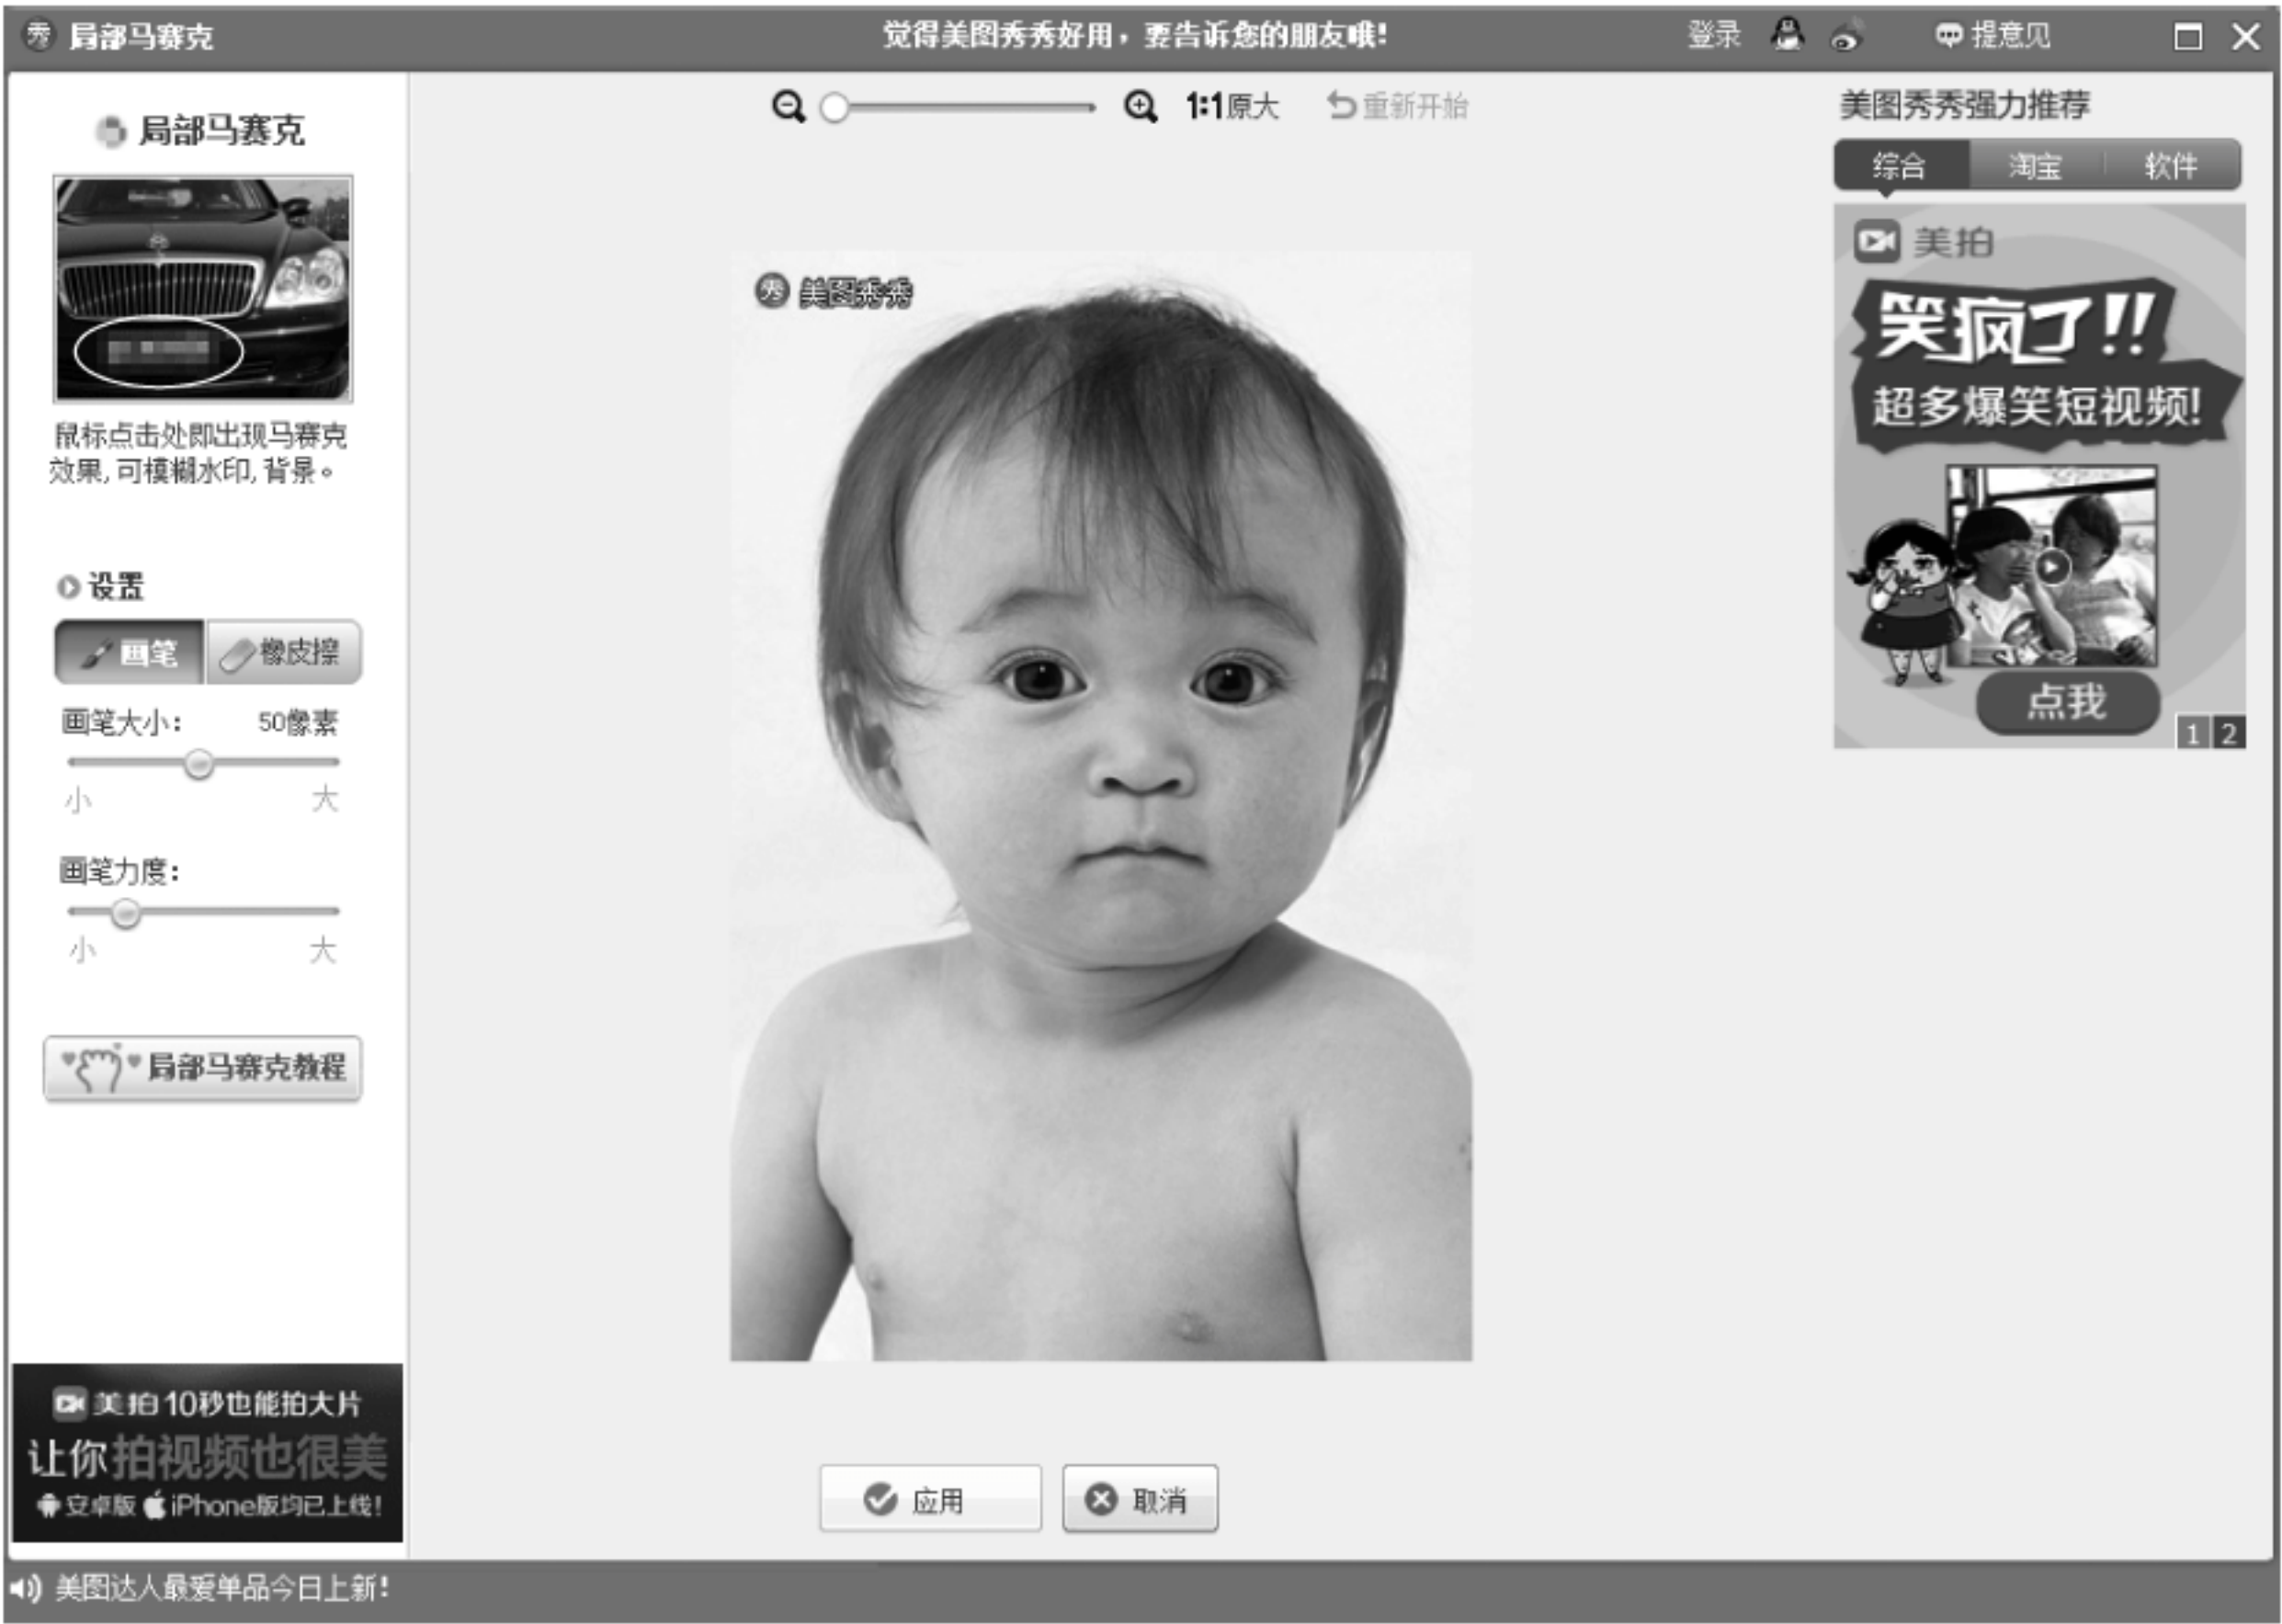 秀 局部马赛克
觉得美图秀秀好用，要告诉您的朋友哦!
登录
提意见
局部马赛克
鼠标点击处即出现马赛克
效果,可模糊水印,背景。
设置
画笔 橡皮擦
画笔大小: 50像素
小 大
画笔力度:
小 大
局部马赛克教程
美拍10秒也能拍大片
让你拍视频也很美
安卓版 iPhone版均已上线!
1:1原大 重新开始
秀 美图秀秀
应用 取消
美图秀秀强力推荐
综合 淘宝 软件
美拍
笑疯了!!
超多爆笑短视频!
点我
1 2
美图达人最爱单品今日上新!